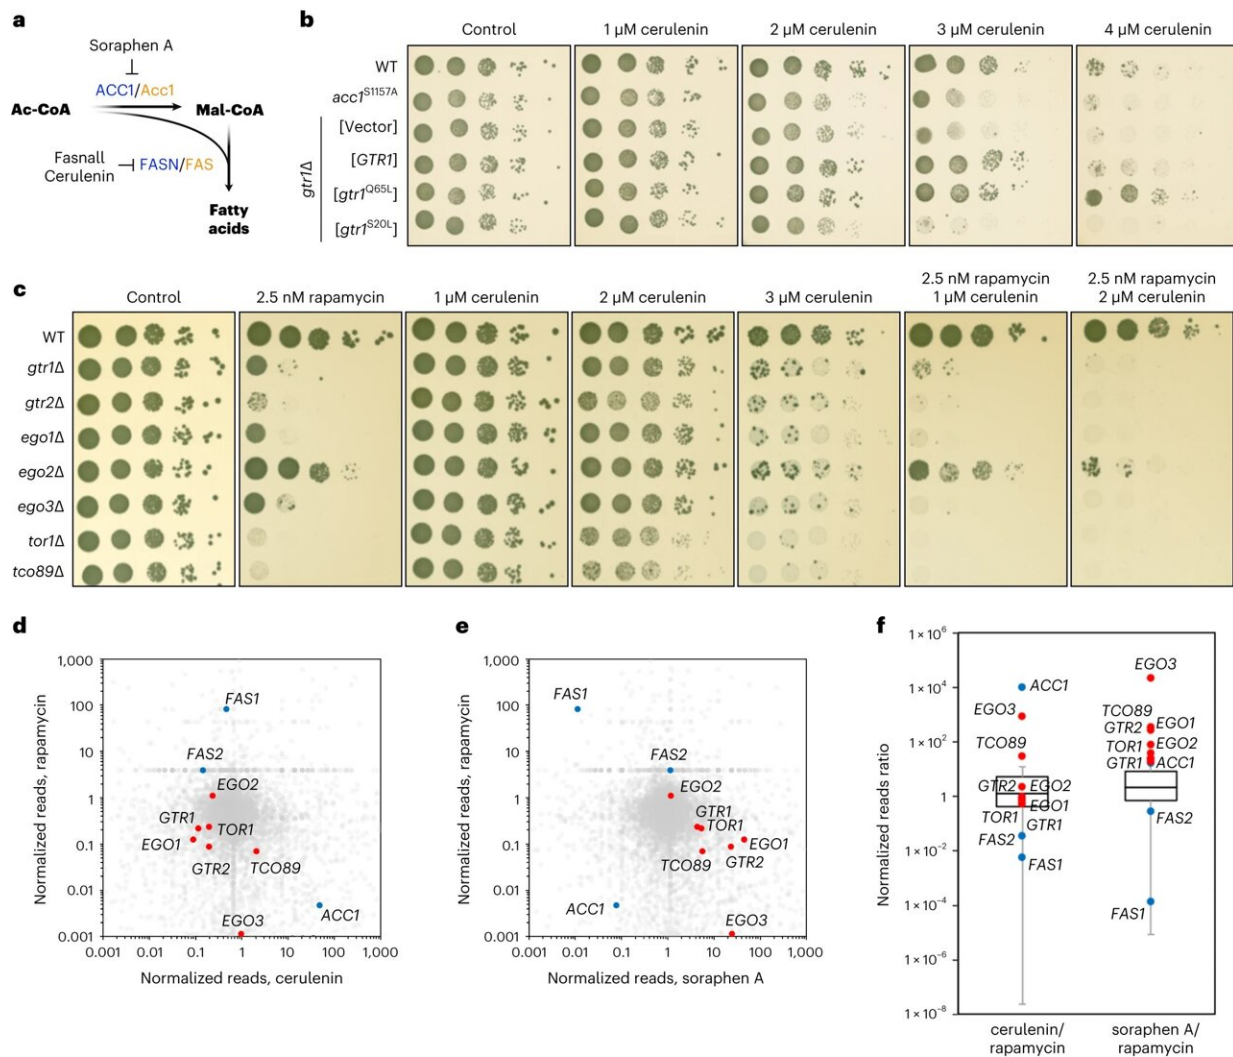 a
Soraphen A
ACC1/Acc1
Ac-CoA
Mal-CoA
Fasnall
Cerulenin
FASN/FAS
Fatty
acids
b
Control
1 µM cerulenin
2 µM cerulenin
3 µM cerulenin
4 µM cerulenin
WT
acc1S1157A
[Vector]
[GTR1]
[gtr1Q65L]
[gtr1S20L]
gtr1Δ
c
Control
2.5 nM rapamycin
1 µM cerulenin
2 µM cerulenin
3 µM cerulenin
2.5 nM rapamycin
1 µM cerulenin
2.5 nM rapamycin
2 µM cerulenin
WT
gtr1Δ
gtr2Δ
ego1Δ
ego2Δ
ego3Δ
tor1Δ
tco89Δ
d
Normalized reads, rapamycin
1,000
100
10
1
0.1
0.01
0.001
FAS1
FAS2
EGO2
GTR1
TOR1
EGO1
GTR2
TCO89
ACC1
EGO3
0.001 0.01 0.1 1 10 100 1,000
Normalized reads, cerulenin
e
Normalized reads, rapamycin
1,000
100
10
1
0.1
0.01
0.001
FAS1
FAS2
EGO2
GTR1
TOR1
EGO1
TCO89
GTR2
ACC1
EGO3
0.001 0.01 0.1 1 10 100 1,000
Normalized reads, soraphen A
f
Normalized reads ratio
1 × 10⁶
1 × 10⁴
1 × 10²
1
1 × 10⁻²
1 × 10⁻⁴
1 × 10⁻⁶
1 × 10⁻⁸
ACC1
EGO3
TCO89
GTR2 EGO2
EGO1
TOR1
GTR1
FAS2
FAS1
EGO3
TCO89
EGO1
GTR2
TOR1 EGO2
GTR1 ACC1
FAS2
FAS1
cerulenin/
rapamycin
soraphen A/
rapamycin